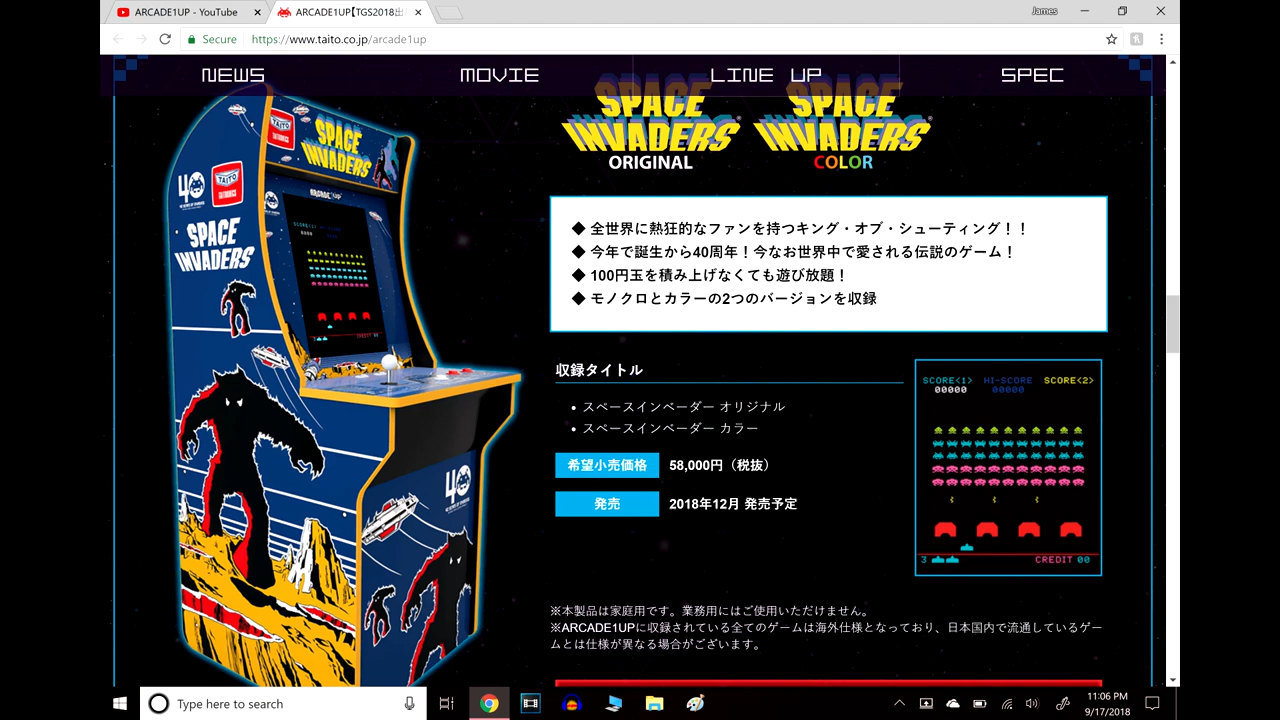 ARCADE1UP - YouTube
ARCADE1UP【TGS2018出
James
Secure
https://www.taito.co.jp/arcade1up
NEWS
MOVIE
LINE UP
SPEC
SPACE
INVADERS
ORIGINAL
SPACE
INVADERS
COLOR
TAITO
SPACE
INVADERS
40
TAITO
ARCADE1UP
SPACE
INVADERS
40
◆ 全世界に熱狂的なファンを持つキング・オブ・シューティング！！
◆ 今年で誕生から40周年！今なお世界中で愛される伝説のゲーム！
◆ 100円玉を積み上げなくても遊び放題！
◆ モノクロとカラーの2つのバージョンを収録
収録タイトル
• スペースインベーダー オリジナル
• スペースインベーダー カラー
希望小売価格 58,000円（税抜）
発売 2018年12月 発売予定
SCORE<1> HI-SCORE SCORE<2>
00000 00000
3 CREDIT 00
※本製品は家庭用です。業務用にはご使用いただけません。
※ARCADE1UPに収録されている全てのゲームは海外仕様となっており、日本国内で流通しているゲー
ムとは仕様が異なる場合がございます。
Type here to search
11:06 PM
9/17/2018